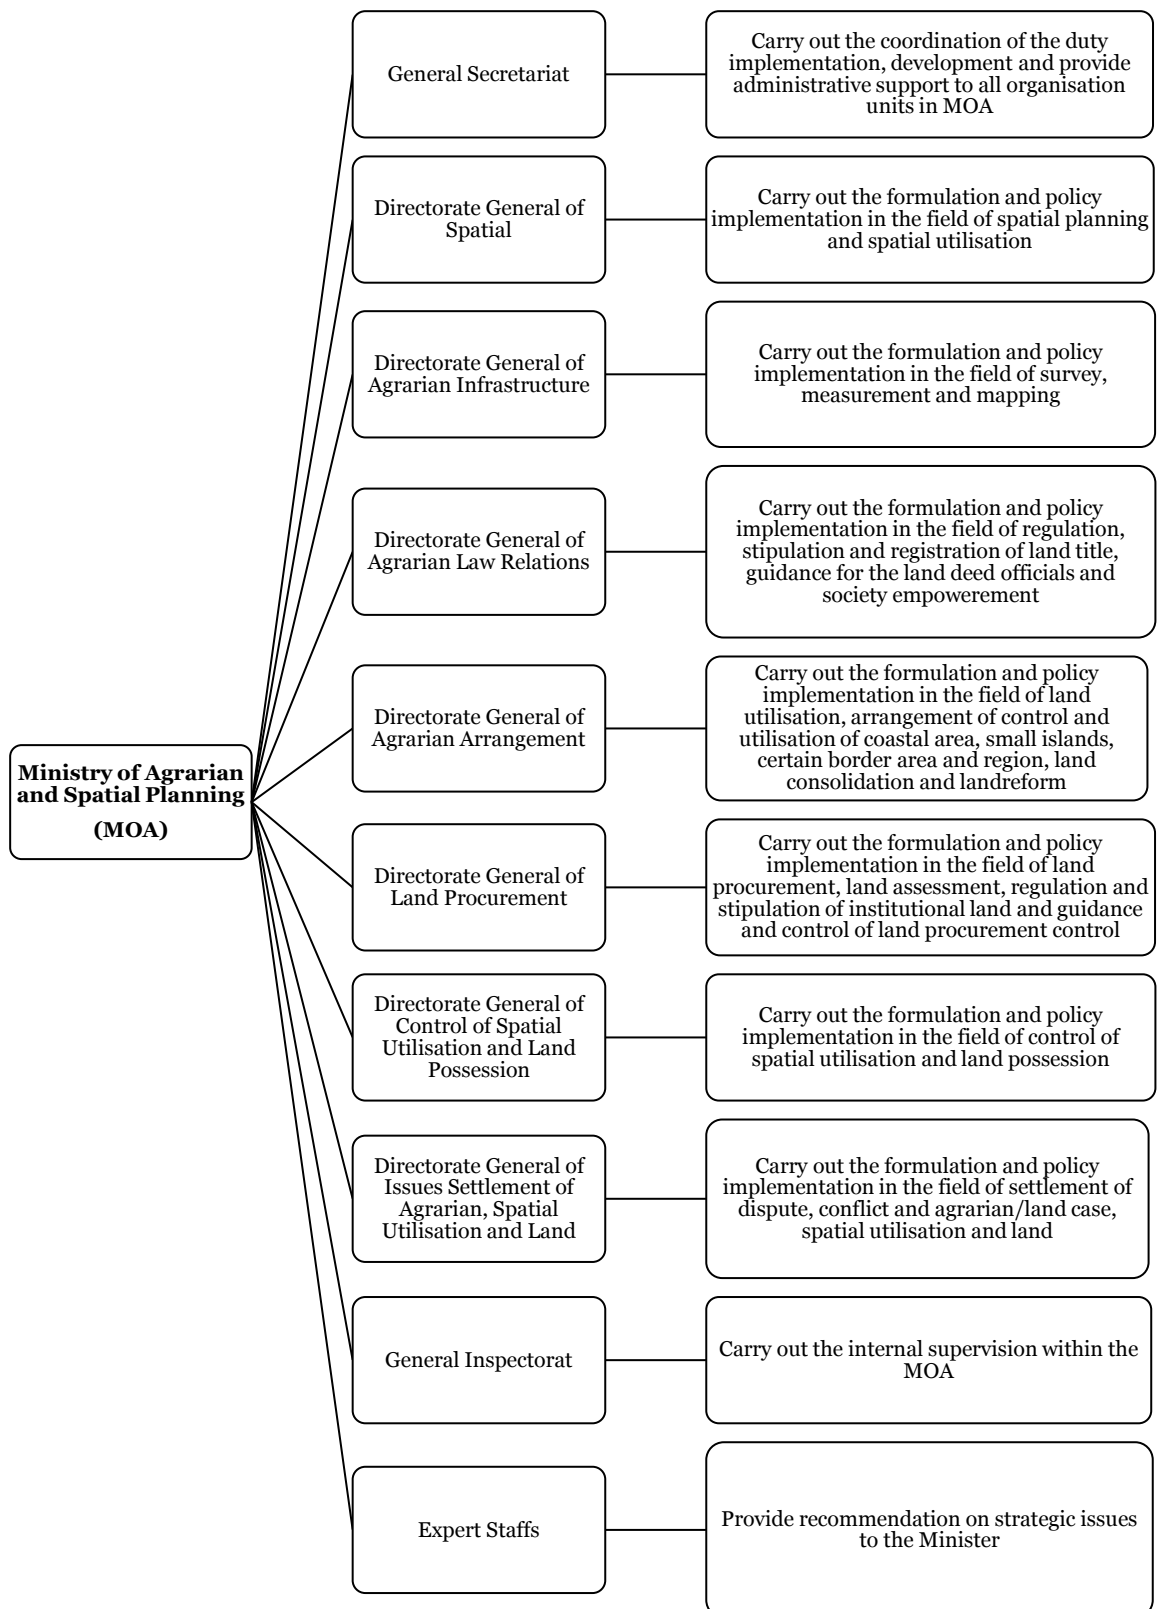 General Secretariat
Carry out the coordination of the duty
implementation, development and provide
administrative support to all organisation
units in MOA
Directorate General of
Spatial
Carry out the formulation and policy
implementation in the field of spatial planning
and spatial utilisation
Directorate General of
Agrarian Infrastructure
Carry out the formulation and policy
implementation in the field of survey,
measurement and mapping
Directorate General of
Agrarian Law Relations
Carry out the formulation and policy
implementation in the field of regulation,
stipulation and registration of land title,
guidance for the land deed officials and
society empowerement
Directorate General of
Agrarian Arrangement
Carry out the formulation and policy
implementation in the field of land
utilisation, arrangement of control and
utilisation of coastal area, small islands,
certain border area and region, land
consolidation and landreform
Ministry of Agrarian
and Spatial Planning
(MOA)
Directorate General of
Land Procurement
Carry out the formulation and policy
implementation in the field of land
procurement, land assessment, regulation and
stipulation of institutional land and guidance
and control of land procurement control
Directorate General of
Control of Spatial
Utilisation and Land
Possession
Carry out the formulation and policy
implementation in the field of control of
spatial utilisation and land possession
Directorate General of
Issues Settlement of
Agrarian, Spatial
Utilisation and Land
Carry out the formulation and policy
implementation in the field of settlement of
dispute, conflict and agrarian/land case,
spatial utilisation and land
General Inspectorat
Carry out the internal supervision within the
MOA
Expert Staffs
Provide recommendation on strategic issues
to the Minister